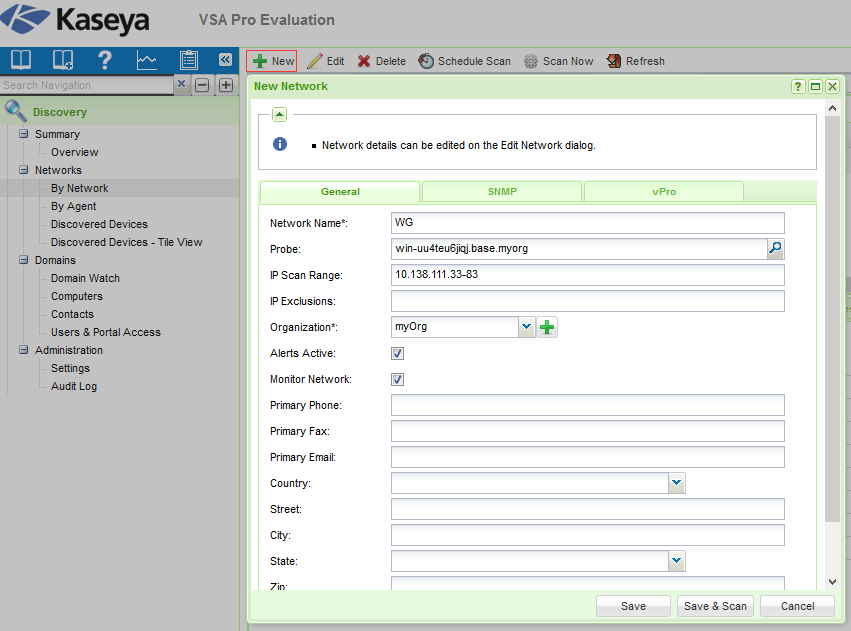 Kaseya
VSA Pro Evaluation
New Edit Delete Schedule Scan Scan Now Refresh
Search Navigation
Discovery
Summary
Overview
Networks
By Network
By Agent
Discovered Devices
Discovered Devices - Tile View
Domains
Domain Watch
Computers
Contacts
Users & Portal Access
Administration
Settings
Audit Log
New Network
Network details can be edited on the Edit Network dialog.
General SNMP vPro
Network Name*: WG
Probe: win-uu4teu6jiqj.base.myorg
IP Scan Range: 10.138.111.33-83
IP Exclusions:
Organization*: myOrg
Alerts Active:
Monitor Network:
Primary Phone:
Primary Fax:
Primary Email:
Country:
Street:
City:
State:
Zip:
Save Save & Scan Cancel